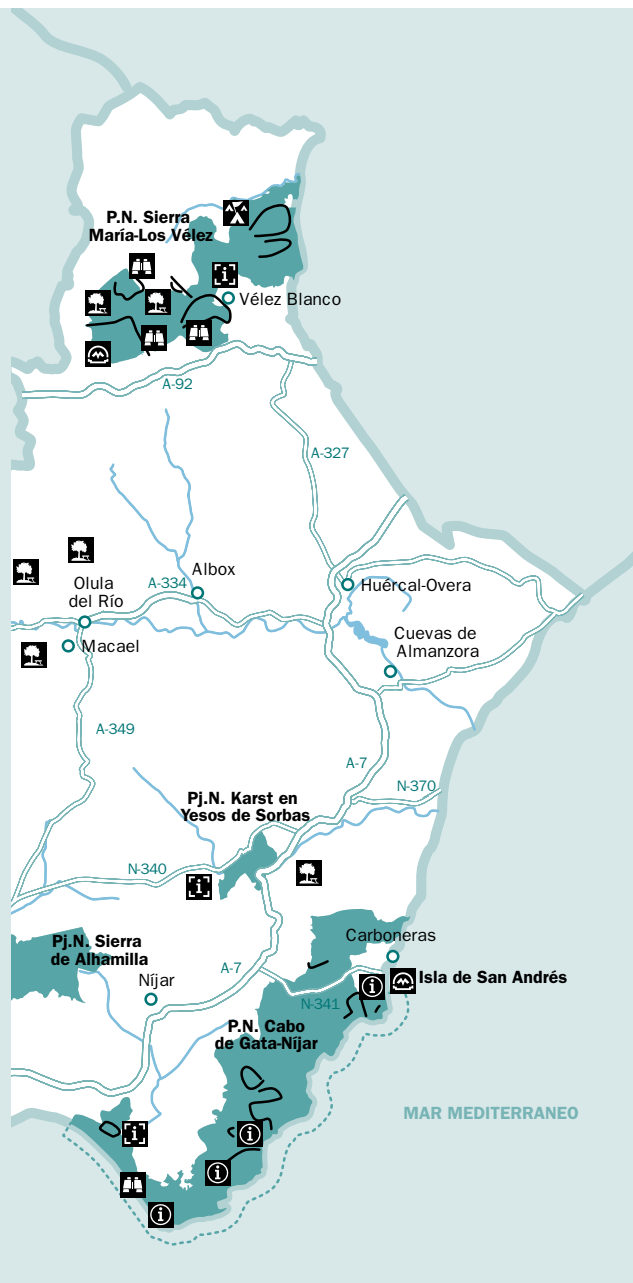 P.N. Sierra
María-Los Vélez
Vélez Blanco
A-92
A-327
Albox
A-334
Olula
del Río
Huércal-Overa
Macael
Cuevas de
Almanzora
A-349
A-7
N-370
Pj.N. Karst en
Yesos de Sorbas
N-340
Pj.N. Sierra
de Alhamilla
Carboneras
A-7
Níjar
Isla de San Andrés
N-341
P.N. Cabo
de Gata-Níjar
MAR MEDITERRANEO